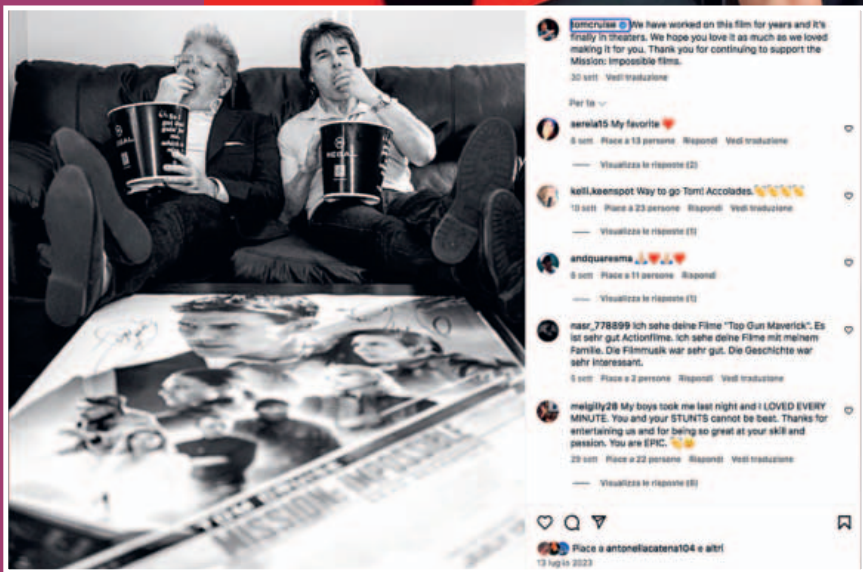 tomcruise We have worked on this film for years and it's
finally in theaters. We hope you love it as much as we loved
making it for you. Thank you for continuing to support the
Mission: Impossible films.
30 sett Vedi traduzione
Per te
sereia15 My favorite ❤️
6 sett Piace a 13 persone Rispondi Vedi traduzione
Visualizza le risposte (2)
kelli.keenspot Way to go Tom! Accolades.👏👏👏👏
10 sett Piace a 23 persone Rispondi Vedi traduzione
Visualizza le risposte (1)
andquaresma 🙏🏻❤️🙏🏻❤️
6 sett Piace a 11 persone Rispondi
Visualizza le risposte (1)
nasr_778899 Ich sehe deine Filme "Top Gun Maverick". Es
ist sehr gut Actionfilme. Ich sehe deine Filme mit meinem
Familie. Die Filmmusik war sehr gut. Die Geschichte war
sehr interessant.
5 sett Piace a 2 persone Rispondi Vedi traduzione
melgilly28 My boys took me last night and I LOVED EVERY
MINUTE. You and your STUNTS cannot be beat. Thanks for
entertaining us and for being so great at your skill and
passion. You are EPIC.
29 sett Piace a 22 persone Rispondi Vedi traduzione
Visualizza le risposte (6)
Piace a antonellacatena104 e altri
13 luglio 2023
REGAL
REGAL
TOM CRUISE
MISSION: IMPOSSIBLE